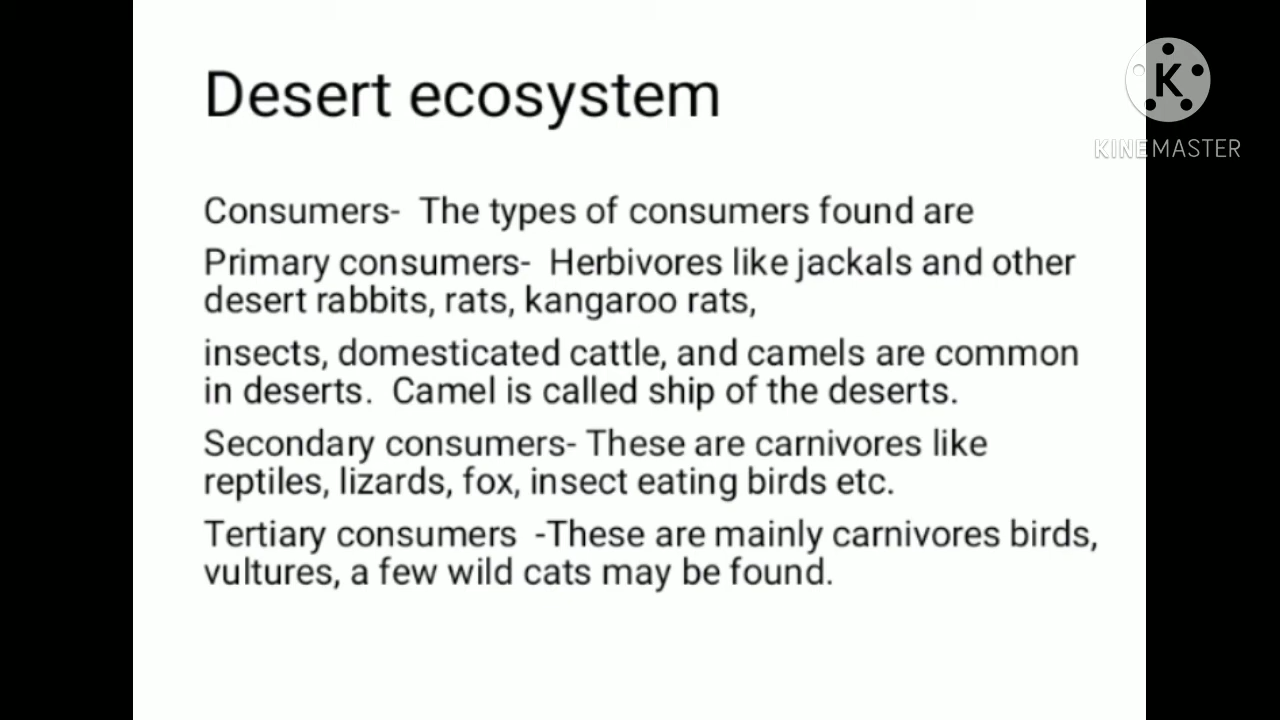 Desert ecosystem
K
KINEMASTER
Consumers-  The types of consumers found are
Primary consumers-  Herbivores like jackals and other
desert rabbits, rats, kangaroo rats,
insects, domesticated cattle, and camels are common
in deserts.  Camel is called ship of the deserts.
Secondary consumers- These are carnivores like
reptiles, lizards, fox, insect eating birds etc.
Tertiary consumers  -These are mainly carnivores birds,
vultures, a few wild cats may be found.